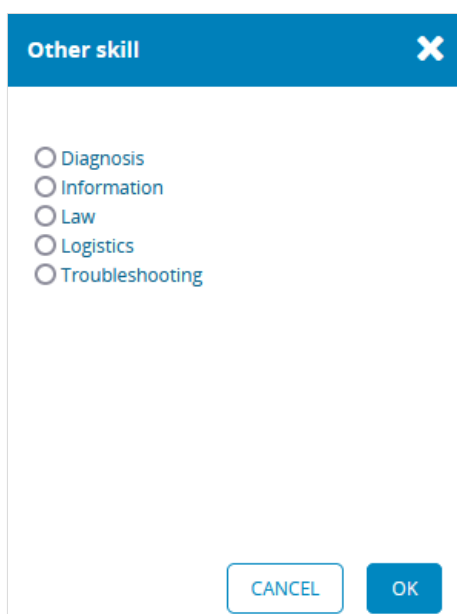 Other skill
Diagnosis
Information
Law
Logistics
Troubleshooting
CANCEL OK